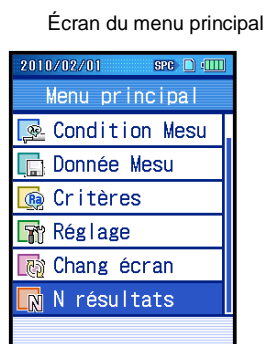 Écran du menu principal
2010/02/01 SPC
Menu principal
Condition Mesu
Donnée Mesu
Critères
Réglage
Chang écran
N résultats